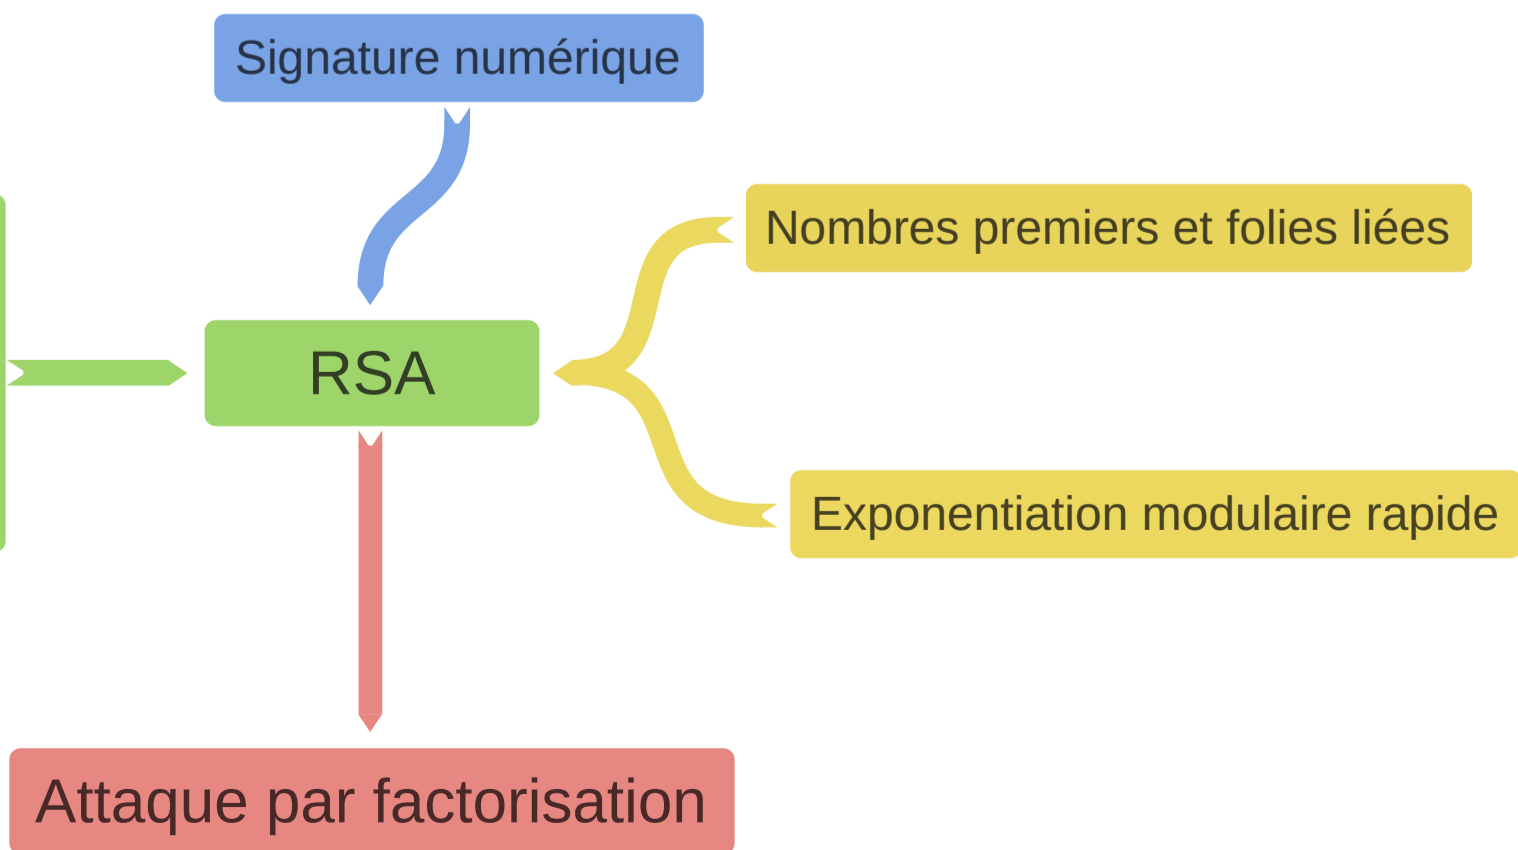 Signature numérique
Nombres premiers et folies liées
RSA
Exponentiation modulaire rapide
Attaque par factorisation